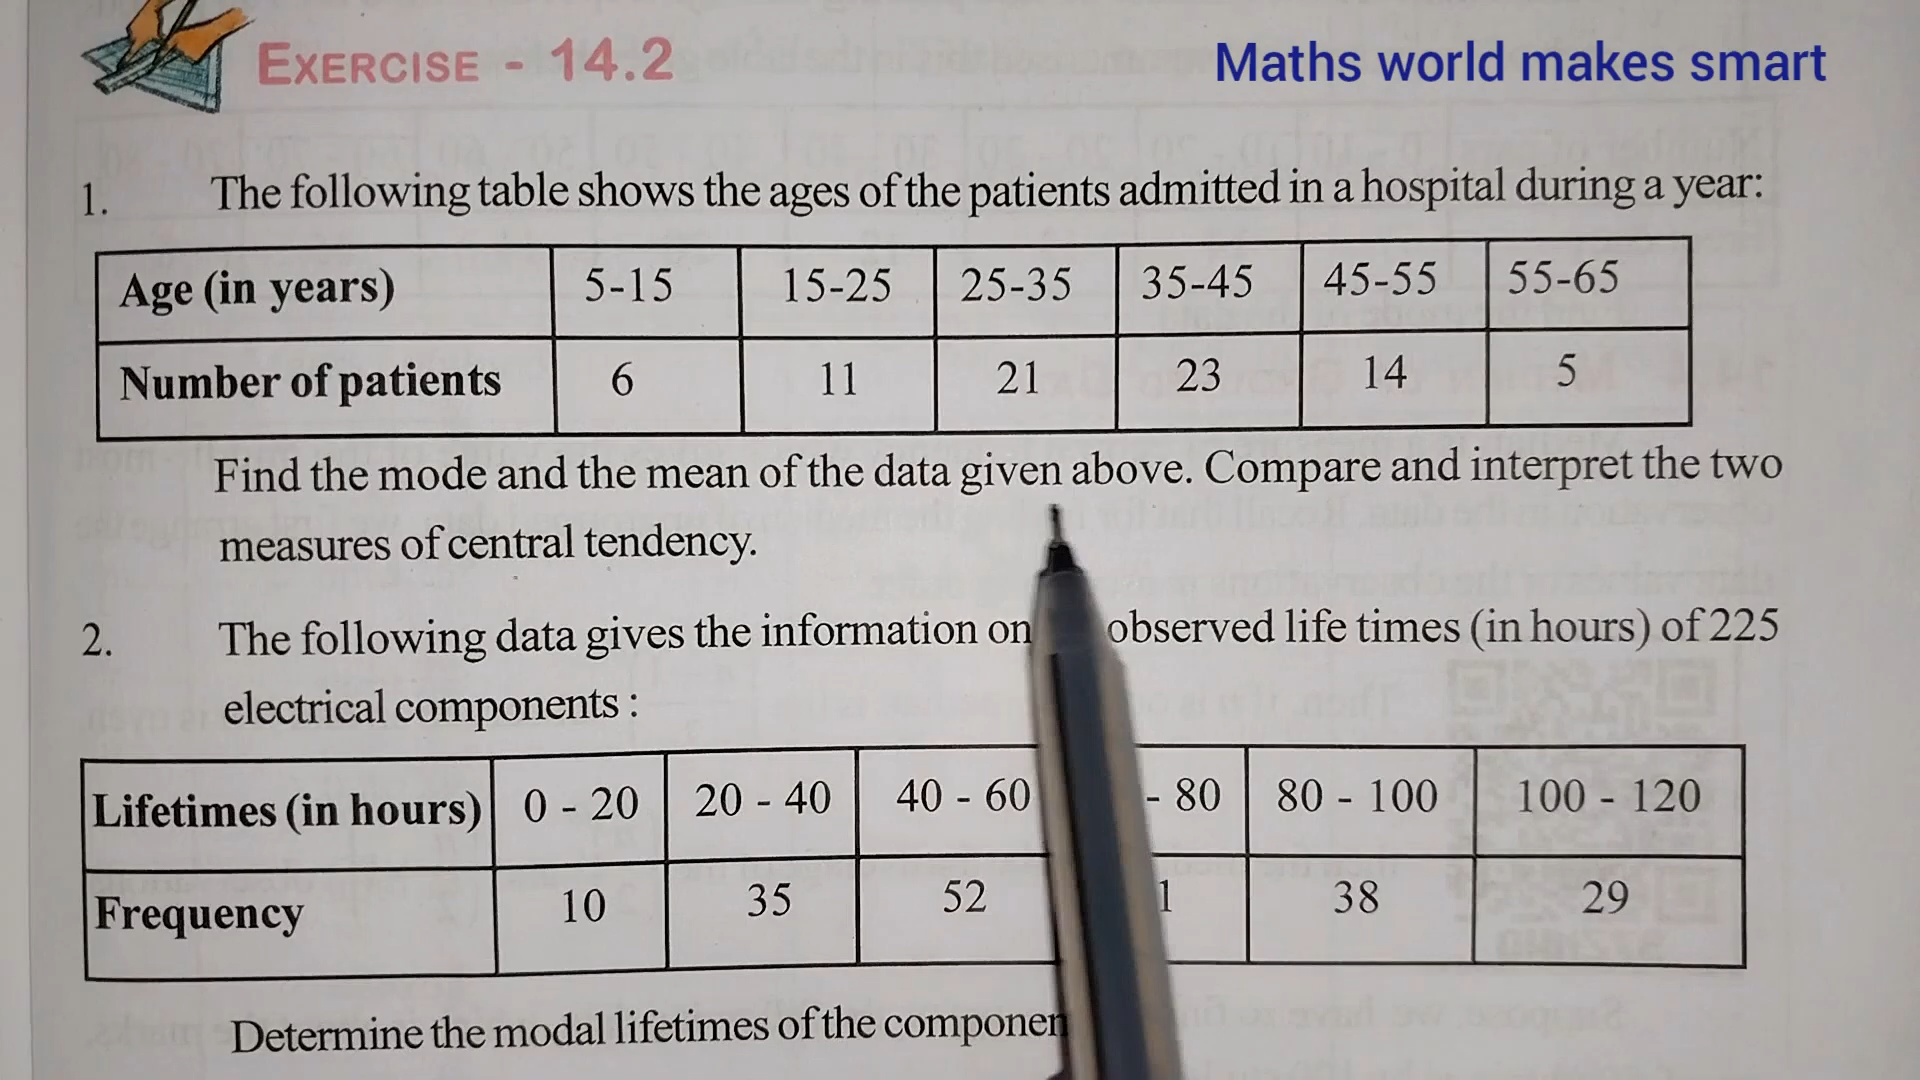 EXERCISE - 14.2
Maths world makes smart
1. The following table shows the ages of the patients admitted in a hospital during a year:
Age (in years) 5-15 15-25 25-35 35-45 45-55 55-65
Number of patients 6 11 21 23 14 5
Find the mode and the mean of the data given above. Compare and interpret the two
measures of central tendency.
2. The following data gives the information on observed life times (in hours) of 225
electrical components :
Lifetimes (in hours) 0 - 20 20 - 40 40 - 60 - 80 80 - 100 100 - 120
Frequency 10 35 52 1 38 29
Determine the modal lifetimes of the